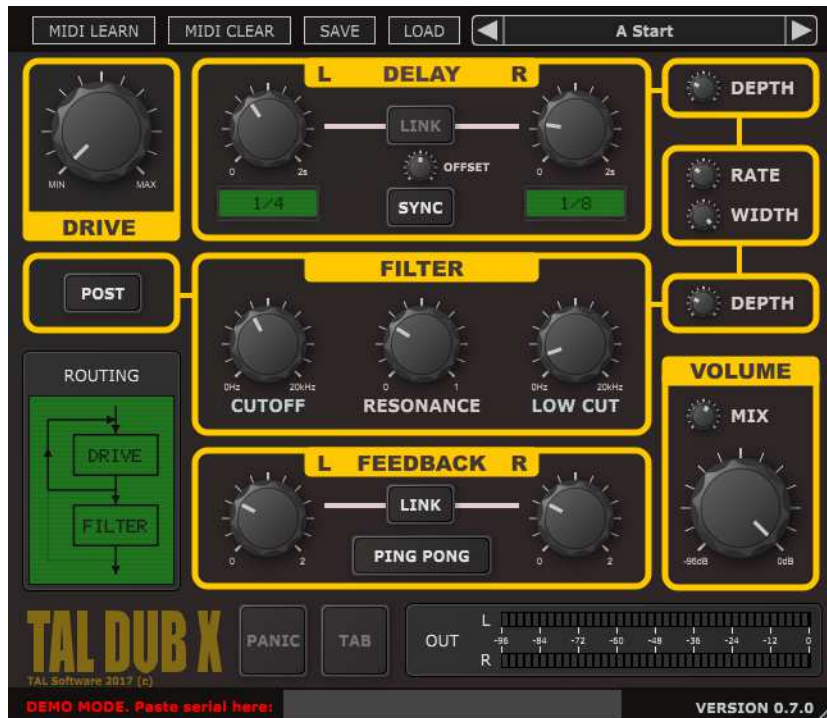 MIDI LEARN MIDI CLEAR SAVE LOAD A Start
L DELAY R
DEPTH
LINK
MIN MAX
0 2s OFFSET 0 2s
RATE
1/4 SYNC 1/8
WIDTH
DRIVE
FILTER
POST
DEPTH
ROUTING
0Hz 20kHz 0 1 0Hz 20kHz
CUTOFF RESONANCE LOW CUT
VOLUME
MIX
DRIVE
L FEEDBACK R
LINK
FILTER
0 2 PING PONG 0 2
-96dB 0dB
TAL DUB X
PANIC TAB OUT
L
-96 -84 -72 -60 -48 -36 -24 -12 0
R
TAL Software 2017 (c)
DEMO MODE. Paste serial here: VERSION 0.7.0